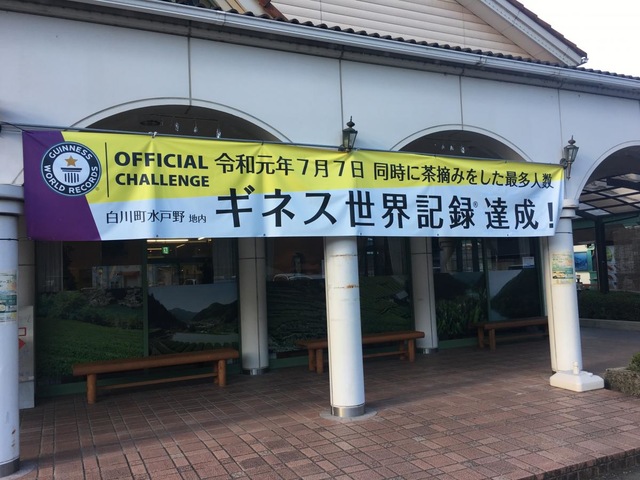 GUINNESS
WORLD RECORDS
OFFICIAL
CHALLENGE
令和元年7月7日 同時に茶摘みをした最多人数
白川町水戸野 地内
ギネス世界記録® 達成!